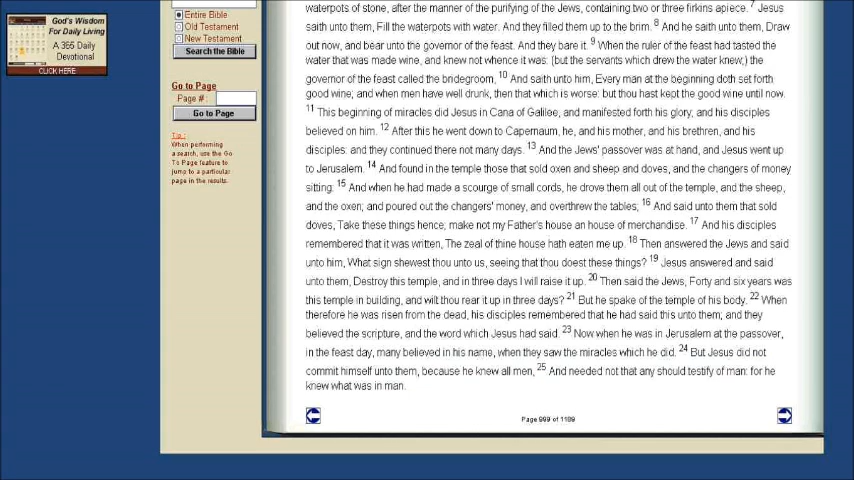 God's Wisdom
For Daily Living
A 365 Daily
Devotional
CLICK HERE
Entire Bible
Old Testament
New Testament
Search the Bible
Go to Page
Page # :
Go to Page
Tip :
When performing
a search, use the Go
To Page feature to
jump to a particular
page in the results.
waterpots of stone, after the manner of the purifying of the Jews, containing two or three firkins apiece. 7 Jesus
saith unto them, Fill the waterpots with water. And they filled them up to the brim. 8 And he saith unto them, Draw
out now, and bear unto the governor of the feast. And they bare it. 9 When the ruler of the feast had tasted the
water that was made wine, and knew not whence it was: (but the servants which drew the water knew;) the
governor of the feast called the bridegroom, 10 And saith unto him, Every man at the beginning doth set forth
good wine; and when men have well drunk, then that which is worse: but thou hast kept the good wine until now.
11 This beginning of miracles did Jesus in Cana of Galilee, and manifested forth his glory; and his disciples
believed on him. 12 After this he went down to Capernaum, he, and his mother, and his brethren, and his
disciples: and they continued there not many days. 13 And the Jews' passover was at hand, and Jesus went up
to Jerusalem. 14 And found in the temple those that sold oxen and sheep and doves, and the changers of money
sitting: 15 And when he had made a scourge of small cords, he drove them all out of the temple, and the sheep,
and the oxen; and poured out the changers' money, and overthrew the tables; 16 And said unto them that sold
doves, Take these things hence; make not my Father's house an house of merchandise. 17 And his disciples
remembered that it was written, The zeal of thine house hath eaten me up. 18 Then answered the Jews and said
unto him, What sign shewest thou unto us, seeing that thou doest these things? 19 Jesus answered and said
unto them, Destroy this temple, and in three days I will raise it up. 20 Then said the Jews, Forty and six years was
this temple in building, and wilt thou rear it up in three days? 21 But he spake of the temple of his body. 22 When
therefore he was risen from the dead, his disciples remembered that he had said this unto them; and they
believed the scripture, and the word which Jesus had said. 23 Now when he was in Jerusalem at the passover,
in the feast day, many believed in his name, when they saw the miracles which he did. 24 But Jesus did not
commit himself unto them, because he knew all men, 25 And needed not that any should testify of man: for he
knew what was in man.
Page 999 of 1189